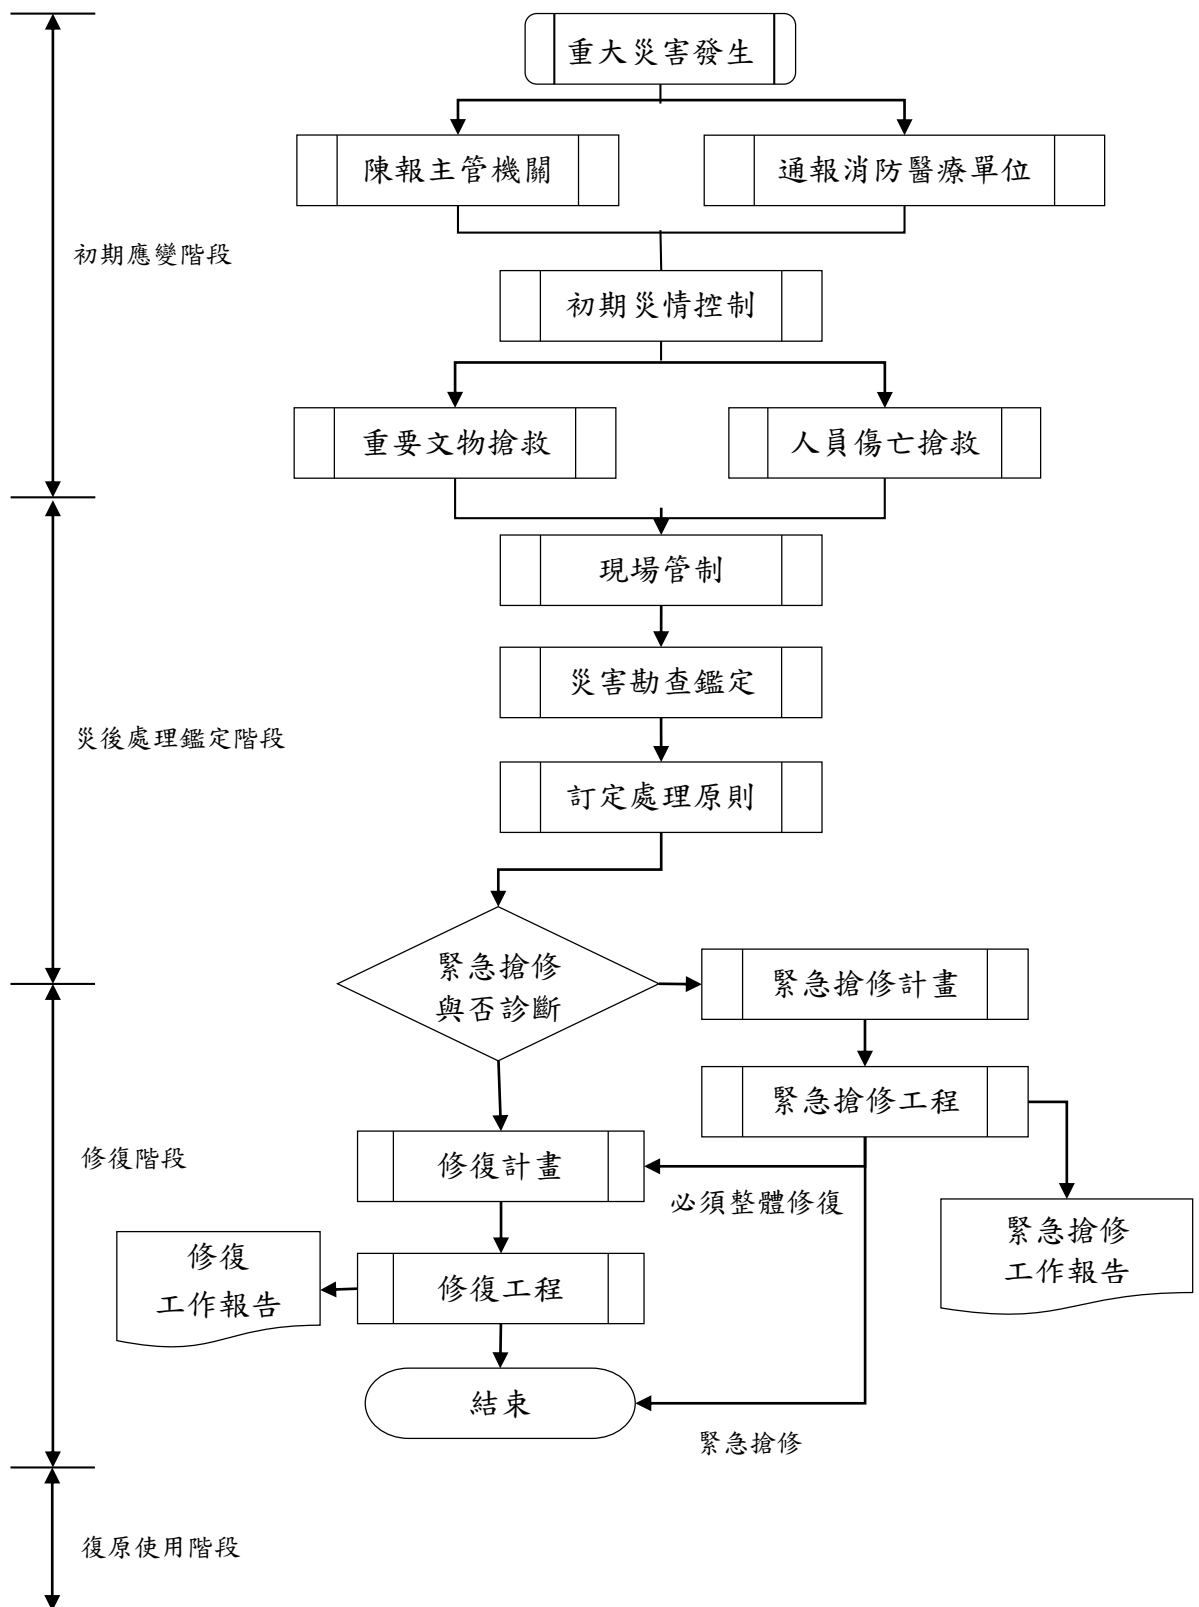 重大災害發生
陳報主管機關
通報消防醫療單位
初期應變階段
初期災情控制
重要文物搶救
人員傷亡搶救
現場管制
災害勘查鑑定
災後處理鑑定階段
訂定處理原則
緊急搶修
與否診斷
緊急搶修計畫
緊急搶修工程
修復階段
修復計畫
必須整體修復
緊急搶修
工作報告
修復
工作報告
修復工程
結束
緊急搶修
復原使用階段